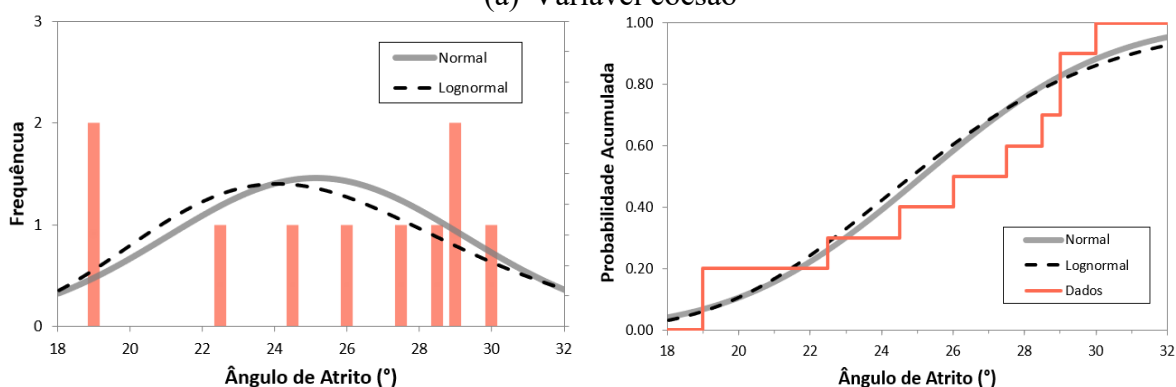 (a) Variável coesão
3
2
1
0
Frequêncua
Normal
Lognormal
18 20 22 24 26 28 30 32
Ângulo de Atrito (°)
1.00
0.80
0.60
0.40
0.20
0.00
Probabilidade Acumulada
Normal
Lognormal
Dados
18 20 22 24 26 28 30 32
Ângulo de Atrito (°)